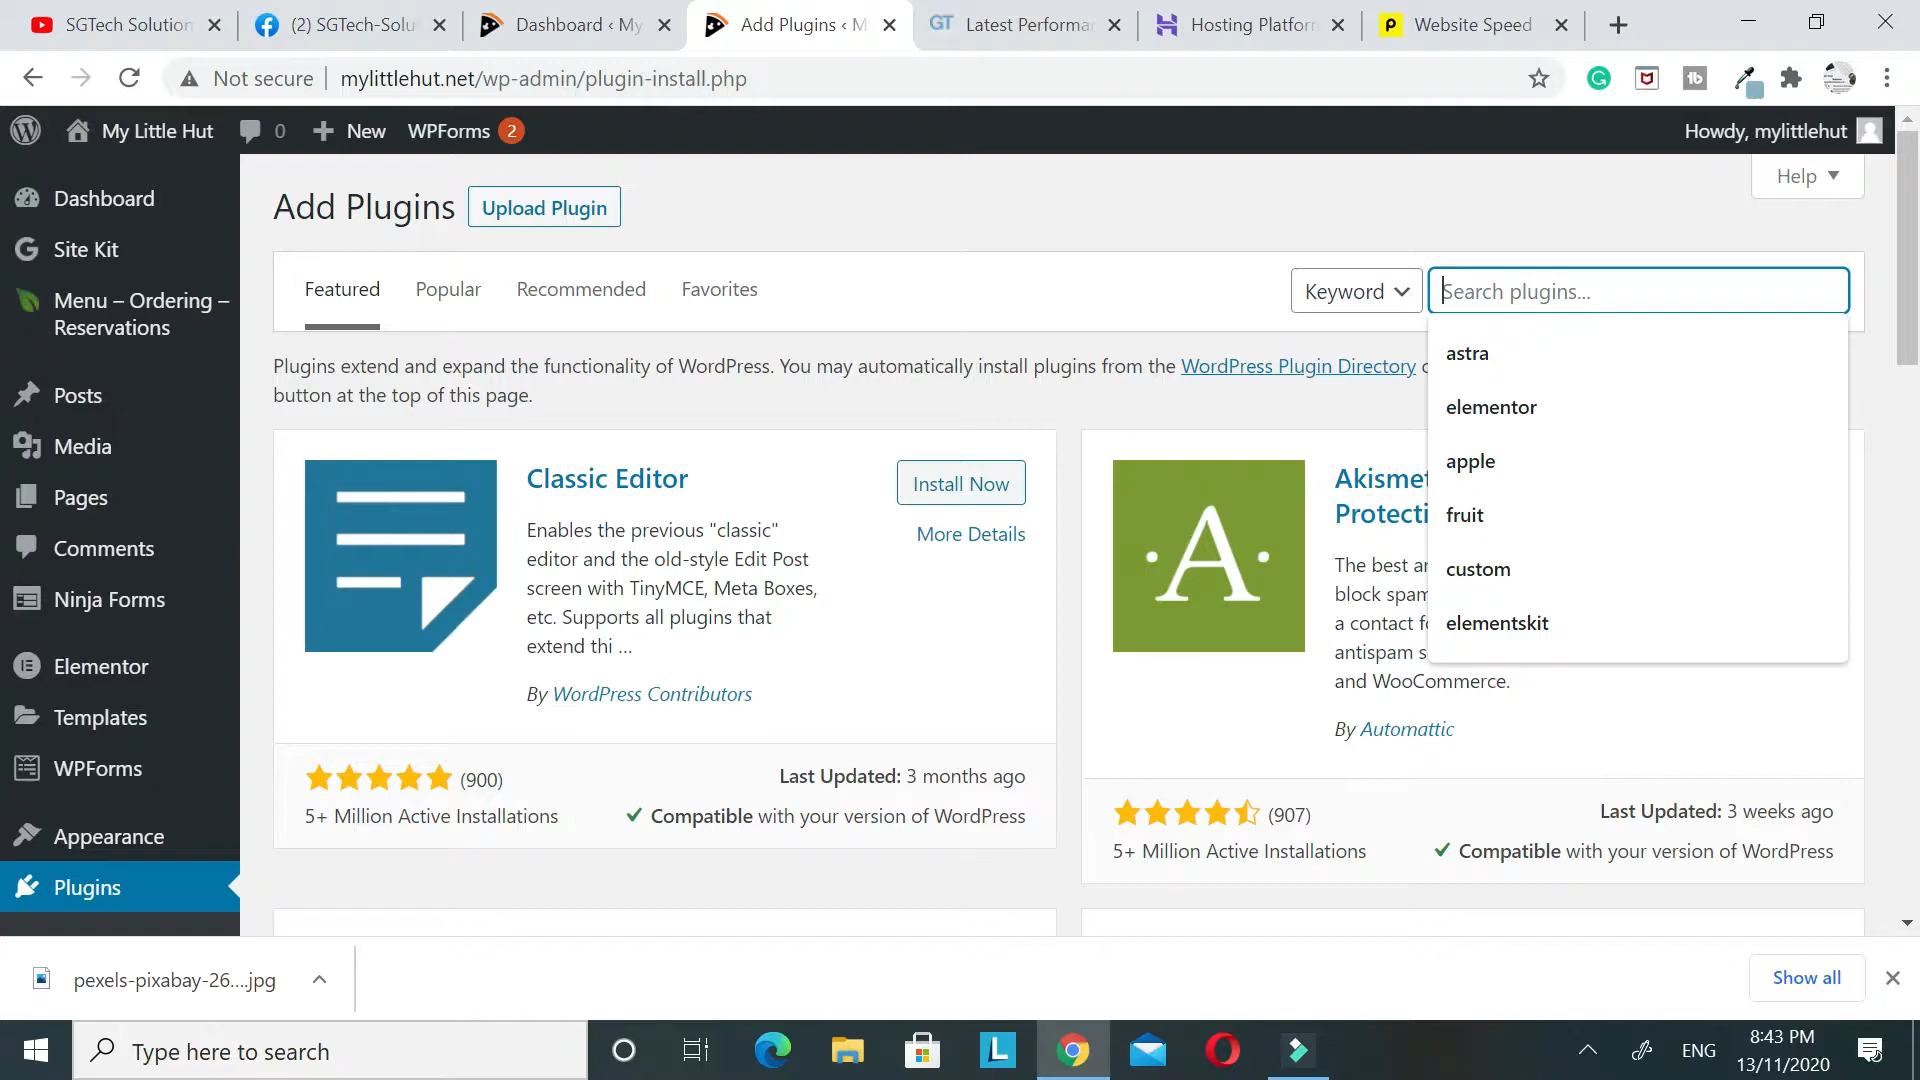 SGTech Solution
(2) SGTech-Solu
Dashboard ‹ My
Add Plugins ‹ M
GT Latest Performa
Hosting Platfor
Website Speed
Not secure
mylittlehut.net/wp-admin/plugin-install.php
My Little Hut
0
New
WPForms 2
Howdy, mylittlehut
Dashboard
Site Kit
Menu – Ordering –
Reservations
Posts
Media
Pages
Comments
Ninja Forms
Elementor
Templates
WPForms
Appearance
Plugins
Help
Add Plugins
Upload Plugin
Featured
Popular
Recommended
Favorites
Keyword
Search plugins...
astra
elementor
apple
fruit
custom
elementskit
Plugins extend and expand the functionality of WordPress. You may automatically install plugins from the WordPress Plugin Directory
button at the top of this page.
Classic Editor
Install Now
More Details
Enables the previous "classic"
editor and the old-style Edit Post
screen with TinyMCE, Meta Boxes,
etc. Supports all plugins that
extend thi ...
By WordPress Contributors
(900)
Last Updated: 3 months ago
5+ Million Active Installations
Compatible with your version of WordPress
A
Akismet
Protecti
The best an
block spam
a contact fo
antispam s
and WooCommerce.
By Automattic
(907)
Last Updated: 3 weeks ago
5+ Million Active Installations
Compatible with your version of WordPress
pexels-pixabay-26....jpg
Show all
Type here to search
ENG
8:43 PM
13/11/2020